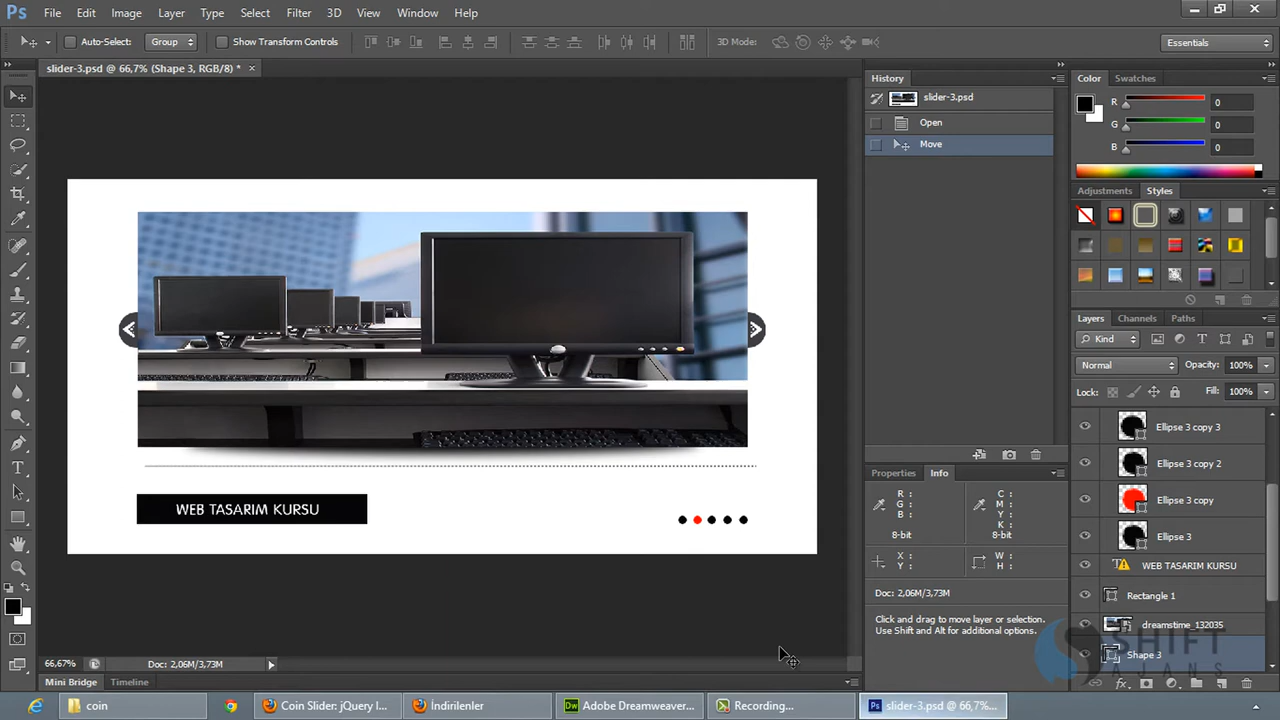 Ps File Edit Image Layer Type Select Filter 3D View Window Help
Auto-Select: Group Show Transform Controls 3D Mode: Essentials
slider-3.psd @ 66,7% (Shape 3, RGB/8) * ×
History
slider-3.psd
Open
Move
Color Swatches
R 0
G 0
B 0
Adjustments Styles
WEB TASARIM KURSU
Properties Info
R :
G :
B :
8-bit
C :
M :
Y :
K :
8-bit
X :
Y :
W :
H :
Doc: 2,06M/3,73M
Click and drag to move layer or selection.
Use Shift and Alt for additional options.
Layers Channels Paths
Kind
Normal Opacity: 100%
Lock: Fill: 100%
Ellipse 3 copy 3
Ellipse 3 copy 2
Ellipse 3 copy
Ellipse 3
WEB TASARIM KURSU
Rectangle 1
dreamstime_132035
Shape 3
SHIFT
AJANS
66,67% Doc: 2,06M/3,73M
Mini Bridge Timeline
coin Coin Slider: jQuery I... Indirilenler Adobe Dreamweaver... Recording... slider-3.psd @ 66,7%...